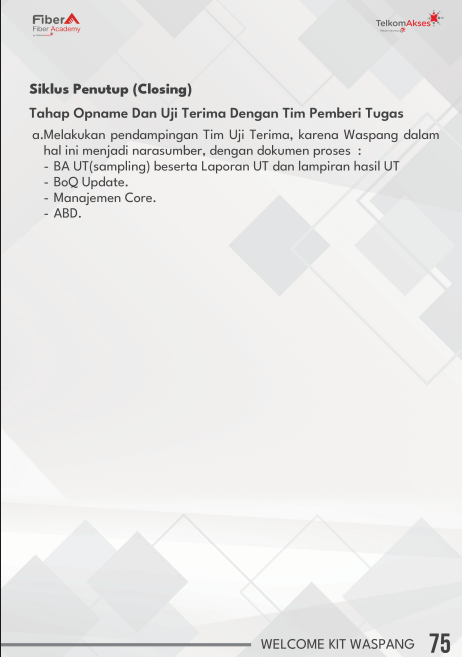 Fiber
Fiber Academy
TelkomAkses
Siklus Penutup (Closing)
Tahap Opname Dan Uji Terima Dengan Tim Pemberi Tugas
a.Melakukan pendampingan Tim Uji Terima, karena Waspang dalam
hal ini menjadi narasumber, dengan dokumen proses :
- BA UT(sampling) beserta Laporan UT dan lampiran hasil UT
- BoQ Update.
- Manajemen Core.
- ABD.
WELCOME KIT WASPANG 75